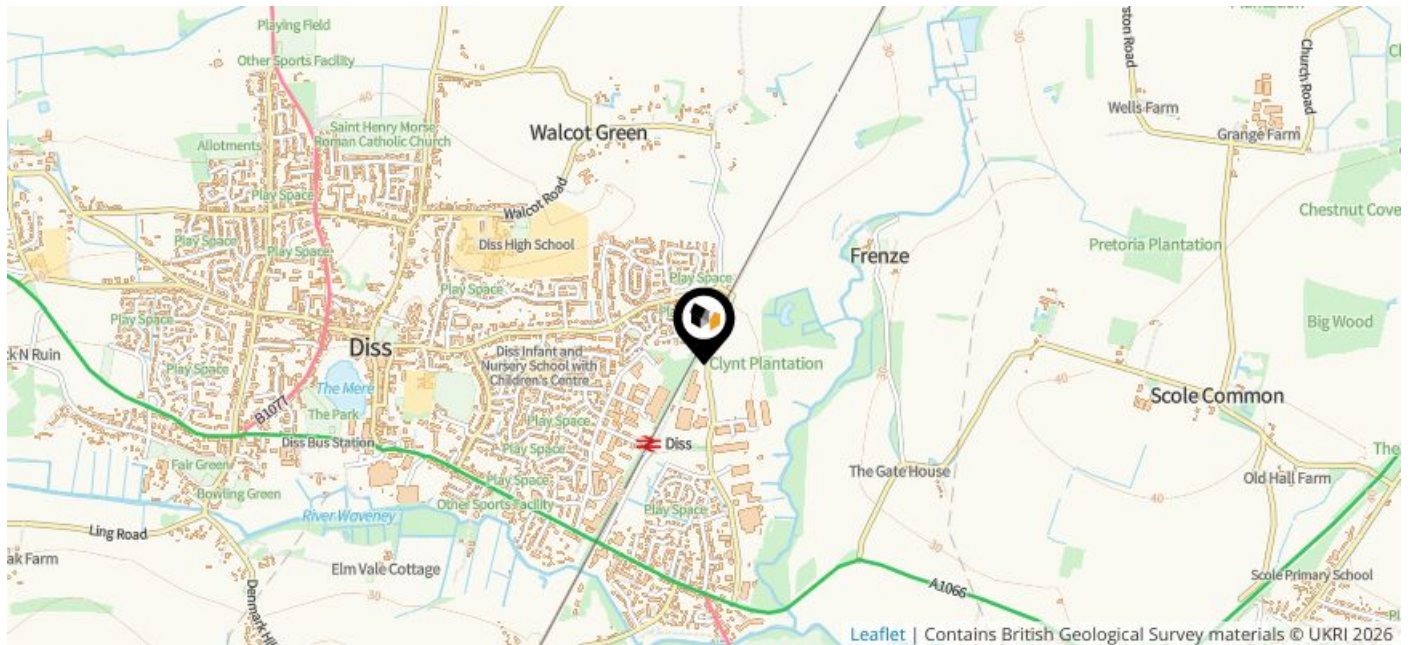 Playing Field
Other Sports Facility
Saint Henry Morse
Roman Catholic Church
Allotments
Walcot Green
Walcot Road
Play Space
Play Space
Play Space
Diss High School
Play Space
Play Space
Play Space
Diss
Diss Infant and
Nursery School with
Children's Centre
The Mere
The Park
B1077
Diss Bus Station
Fair Green
Bowling Green
River Waveney
Ling Road
Elm Vale Cottage
Play Space
Play Space
Play Space
Other Sports Facility
Diss
Play Space
Clynt Plantation
Frenze
The Gate House
A1066
Wells Farm
Church Road
Grange Farm
Pretoria Plantation
Big Wood
Scole Common
Old Hall Farm
Scole Primary School
40
40
30
30
30
40
40
40
30
Leaflet | Contains British Geological Survey materials © UKRI 2026